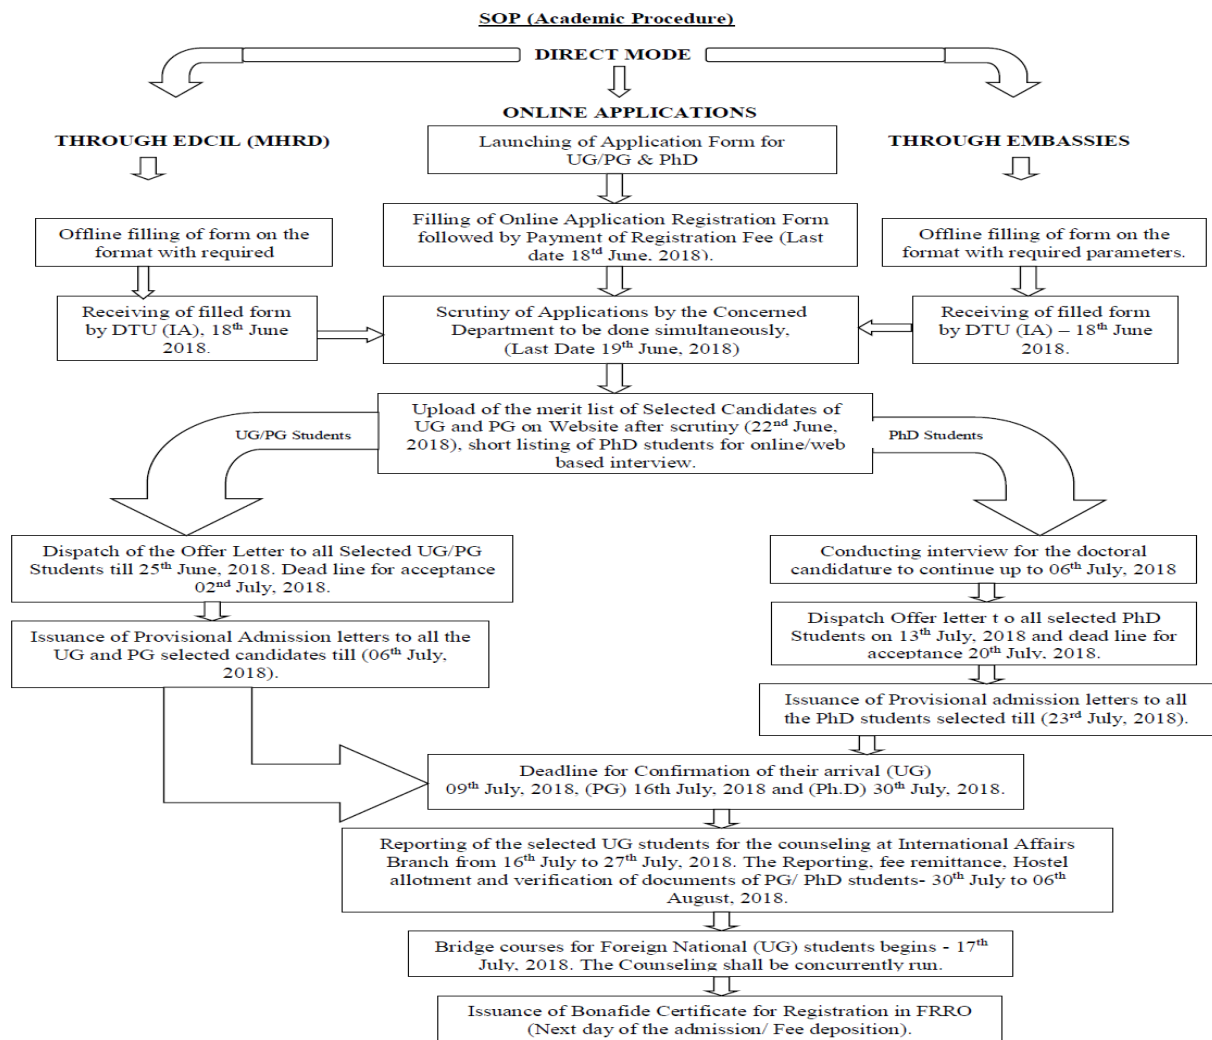 SOP (Academic Procedure)
DIRECT MODE
ONLINE APPLICATIONS
THROUGH EDCIL (MHRD)
THROUGH EMBASSIES
Launching of Application Form for
UG/PG & PhD
Filling of Online Application Registration Form
followed by Payment of Registration Fee (Last
date 18td June, 2018).
Offline filling of form on the
format with required
Offline filling of form on the
format with required parameters.
Receiving of filled form
by DTU (IA), 18th June
2018.
Scrutiny of Applications by the Concerned
Department to be done simultaneously,
(Last Date 19th June, 2018)
Receiving of filled form
by DTU (IA) – 18th June
2018.
Upload of the merit list of Selected Candidates of
UG and PG on Website after scrutiny (22nd June,
2018), short listing of PhD students for online/web
based interview.
UG/PG Students
PhD Students
Dispatch of the Offer Letter to all Selected UG/PG
Students till 25th June, 2018. Dead line for acceptance
02nd July, 2018.
Conducting interview for the doctoral
candidature to continue up to 06th July, 2018
Issuance of Provisional Admission letters to all the
UG and PG selected candidates till (06th July,
2018).
Dispatch Offer letter t o all selected PhD
Students on 13th July, 2018 and dead line for
acceptance 20th July, 2018.
Issuance of Provisional admission letters to all
the PhD students selected till (23rd July, 2018).
Deadline for Confirmation of their arrival (UG)
09th July, 2018, (PG) 16th July, 2018 and (Ph.D) 30th July, 2018.
Reporting of the selected UG students for the counseling at International Affairs
Branch from 16th July to 27th July, 2018. The Reporting, fee remittance, Hostel
allotment and verification of documents of PG/ PhD students- 30th July to 06th
August, 2018.
Bridge courses for Foreign National (UG) students begins - 17th
July, 2018. The Counseling shall be concurrently run.
Issuance of Bonafide Certificate for Registration in FRRO
(Next day of the admission/ Fee deposition).